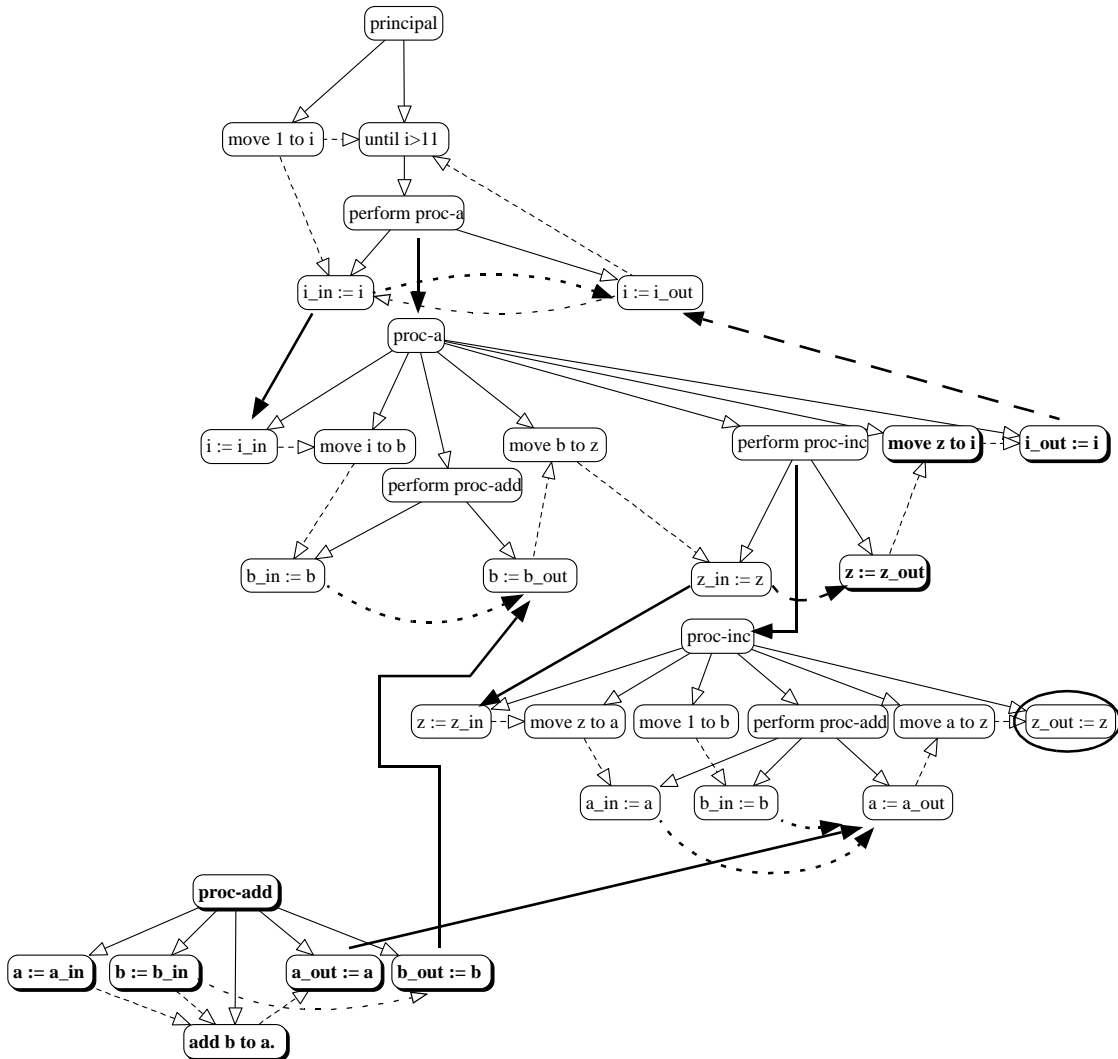 principal
move 1 to i
until i>11
perform proc-a
i_in := i
i := i_out
proc-a
i := i_in
move i to b
move b to z
perform proc-inc
move z to i
i_out := i
perform proc-add
b_in := b
b := b_out
z_in := z
z := z_out
proc-inc
z := z_in
move z to a
move 1 to b
perform proc-add
move a to z
z_out := z
a_in := a
b_in := b
a := a_out
proc-add
a := a_in
b := b_in
a_out := a
b_out := b
add b to a.